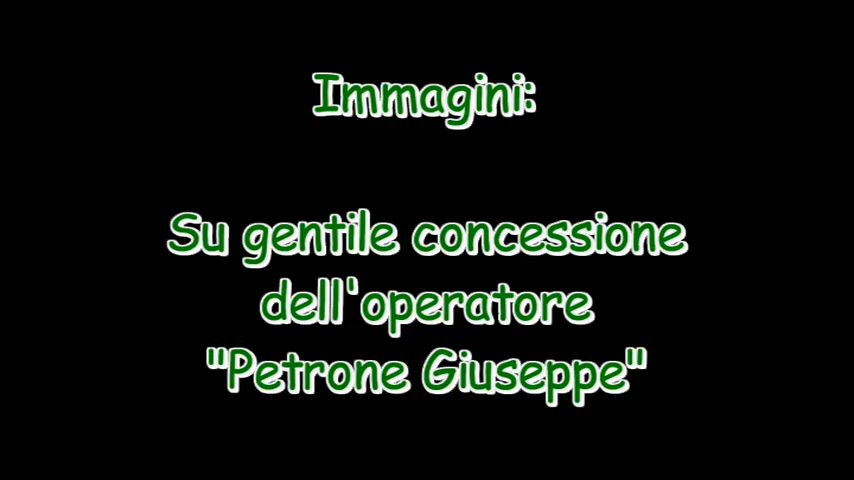 Immagini:
Su gentile concessione
dell'operatore
"Petrone Giuseppe"